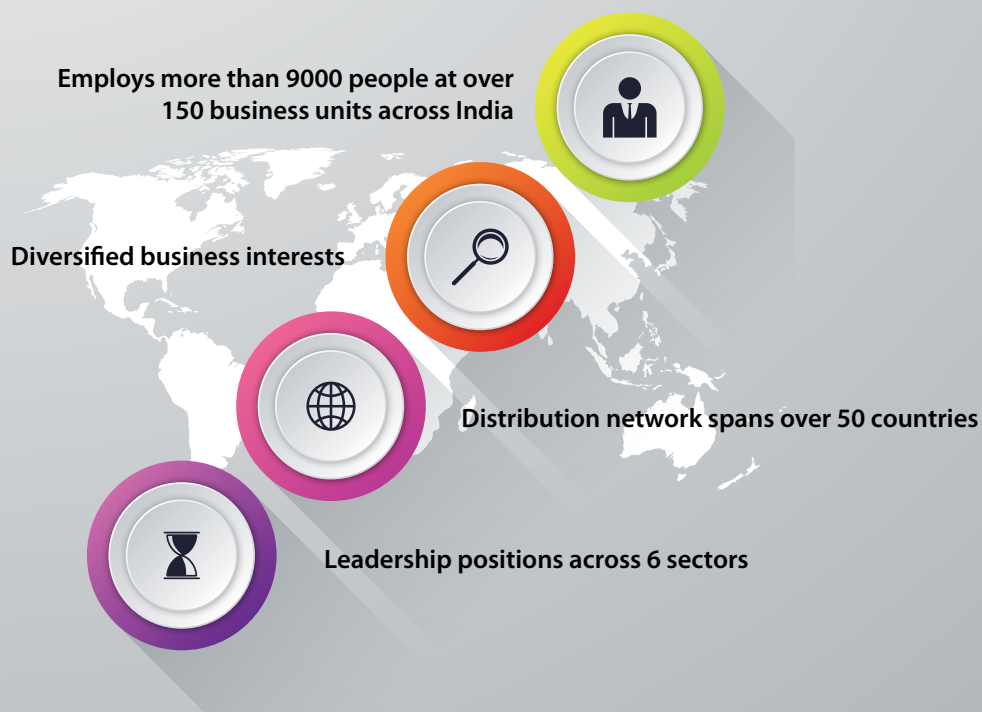 Employs more than 9000 people at over
150 business units across India
Diversified business interests
Distribution network spans over 50 countries
Leadership positions across 6 sectors